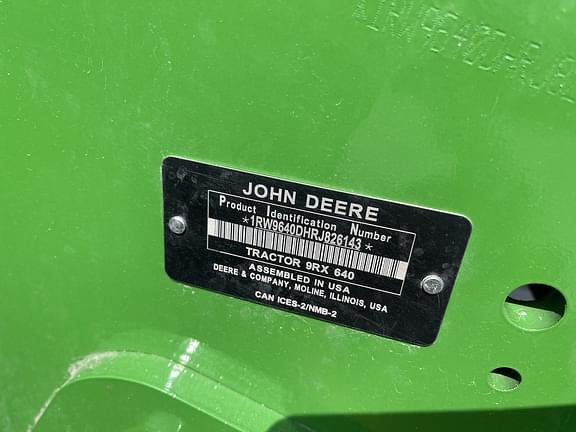 JOHN DEERE
Product Identification Number
*1RW9640DHRJ826143*
TRACTOR 9RX 640
ASSEMBLED IN USA
DEERE & COMPANY, MOLINE, ILLINOIS, USA
CAN ICES-2/NMB-2